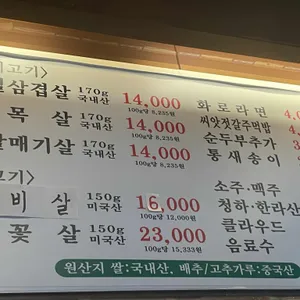 고기>
삼겹살 170g 국내산 14,000 100g당 8,235원
목 살 170g 국내산 14,000 100g당 8,235원
매기살 170g 국내산 14,000 100g당 8,235원
고기>
비 살 150g 미국산 16,000 100g당 12,000원
꽃 살 150g 미국산 23,000 100g당 15,333원
화로라면
씨앗젓갈주먹밥
순두부추가
통새송이
소주·맥주
청하·한라산
클라우드
음료수
원산지 쌀:국내산, 배추/고추가루:중국산